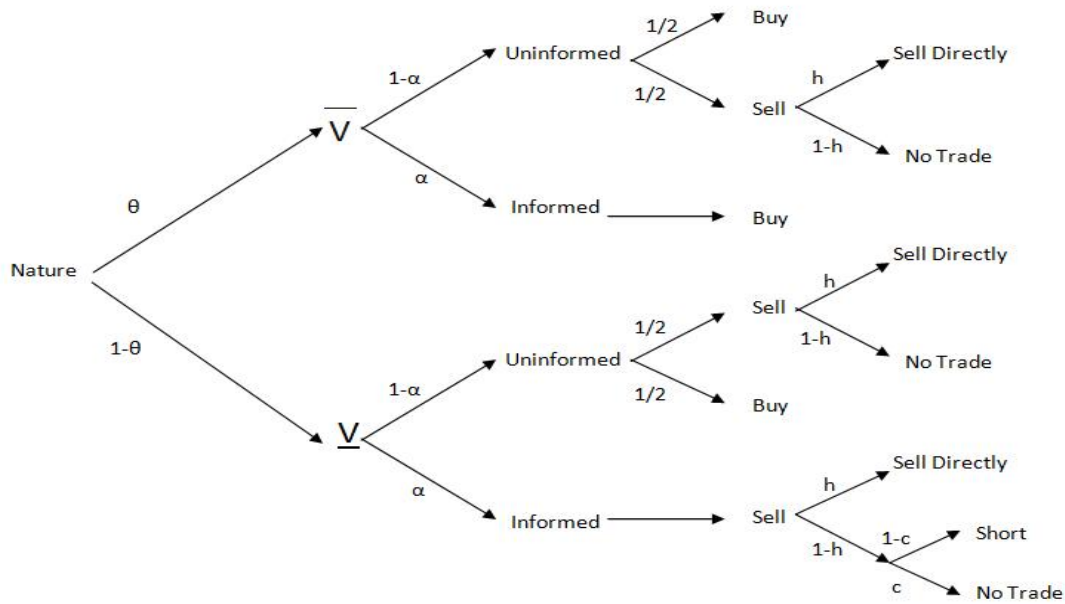 Buy
1/2
Uninformed
Sell Directly
1-α
1/2
h
Sell
V
1-h
No Trade
α
θ
Informed
Buy
Sell Directly
Nature
h
1/2
Sell
1-θ
1-h
Uninformed
No Trade
1-α
1/2
Buy
V
Sell Directly
α
h
Informed
Sell
1-c
Short
1-h
c
No Trade